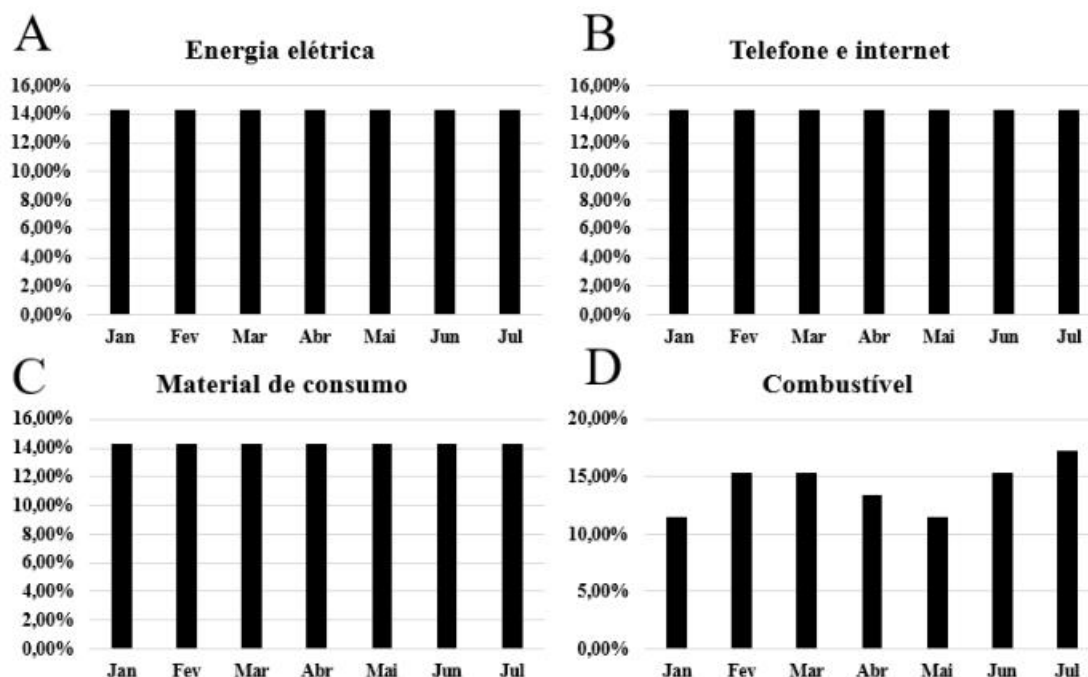 A
Energia elétrica
16,00%
14,00%
12,00%
10,00%
8,00%
6,00%
4,00%
2,00%
0,00%
Jan Fev Mar Abr Mai Jun Jul
B
Telefone e internet
16,00%
14,00%
12,00%
10,00%
8,00%
6,00%
4,00%
2,00%
0,00%
Jan Fev Mar Abr Mai Jun Jul
C
Material de consumo
16,00%
14,00%
12,00%
10,00%
8,00%
6,00%
4,00%
2,00%
0,00%
Jan Fev Mar Abr Mai Jun Jul
D
Combustível
20,00%
15,00%
10,00%
5,00%
0,00%
Jan Fev Mar Abr Mai Jun Jul